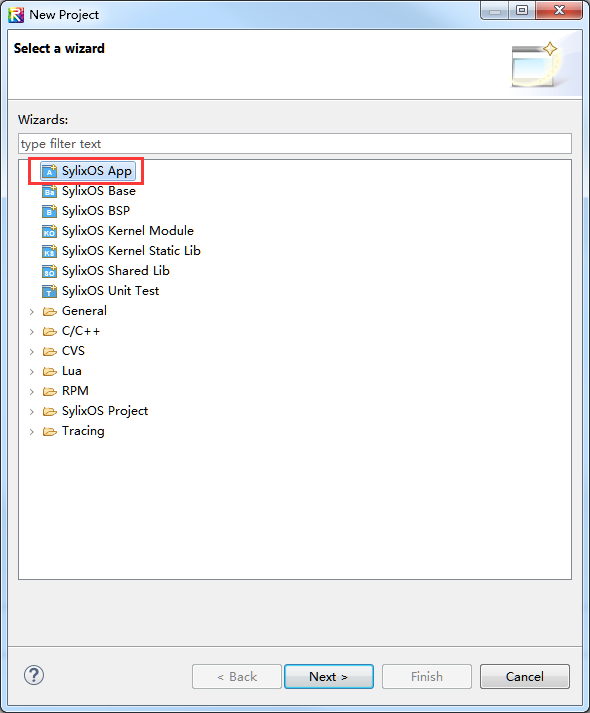 New Project
Select a wizard
Wizards:
type filter text
SylixOS App
SylixOS Base
SylixOS BSP
SylixOS Kernel Module
SylixOS Kernel Static Lib
SylixOS Shared Lib
SylixOS Unit Test
General
C/C++
CVS
Lua
RPM
SylixOS Project
Tracing
< Back Next > Finish Cancel